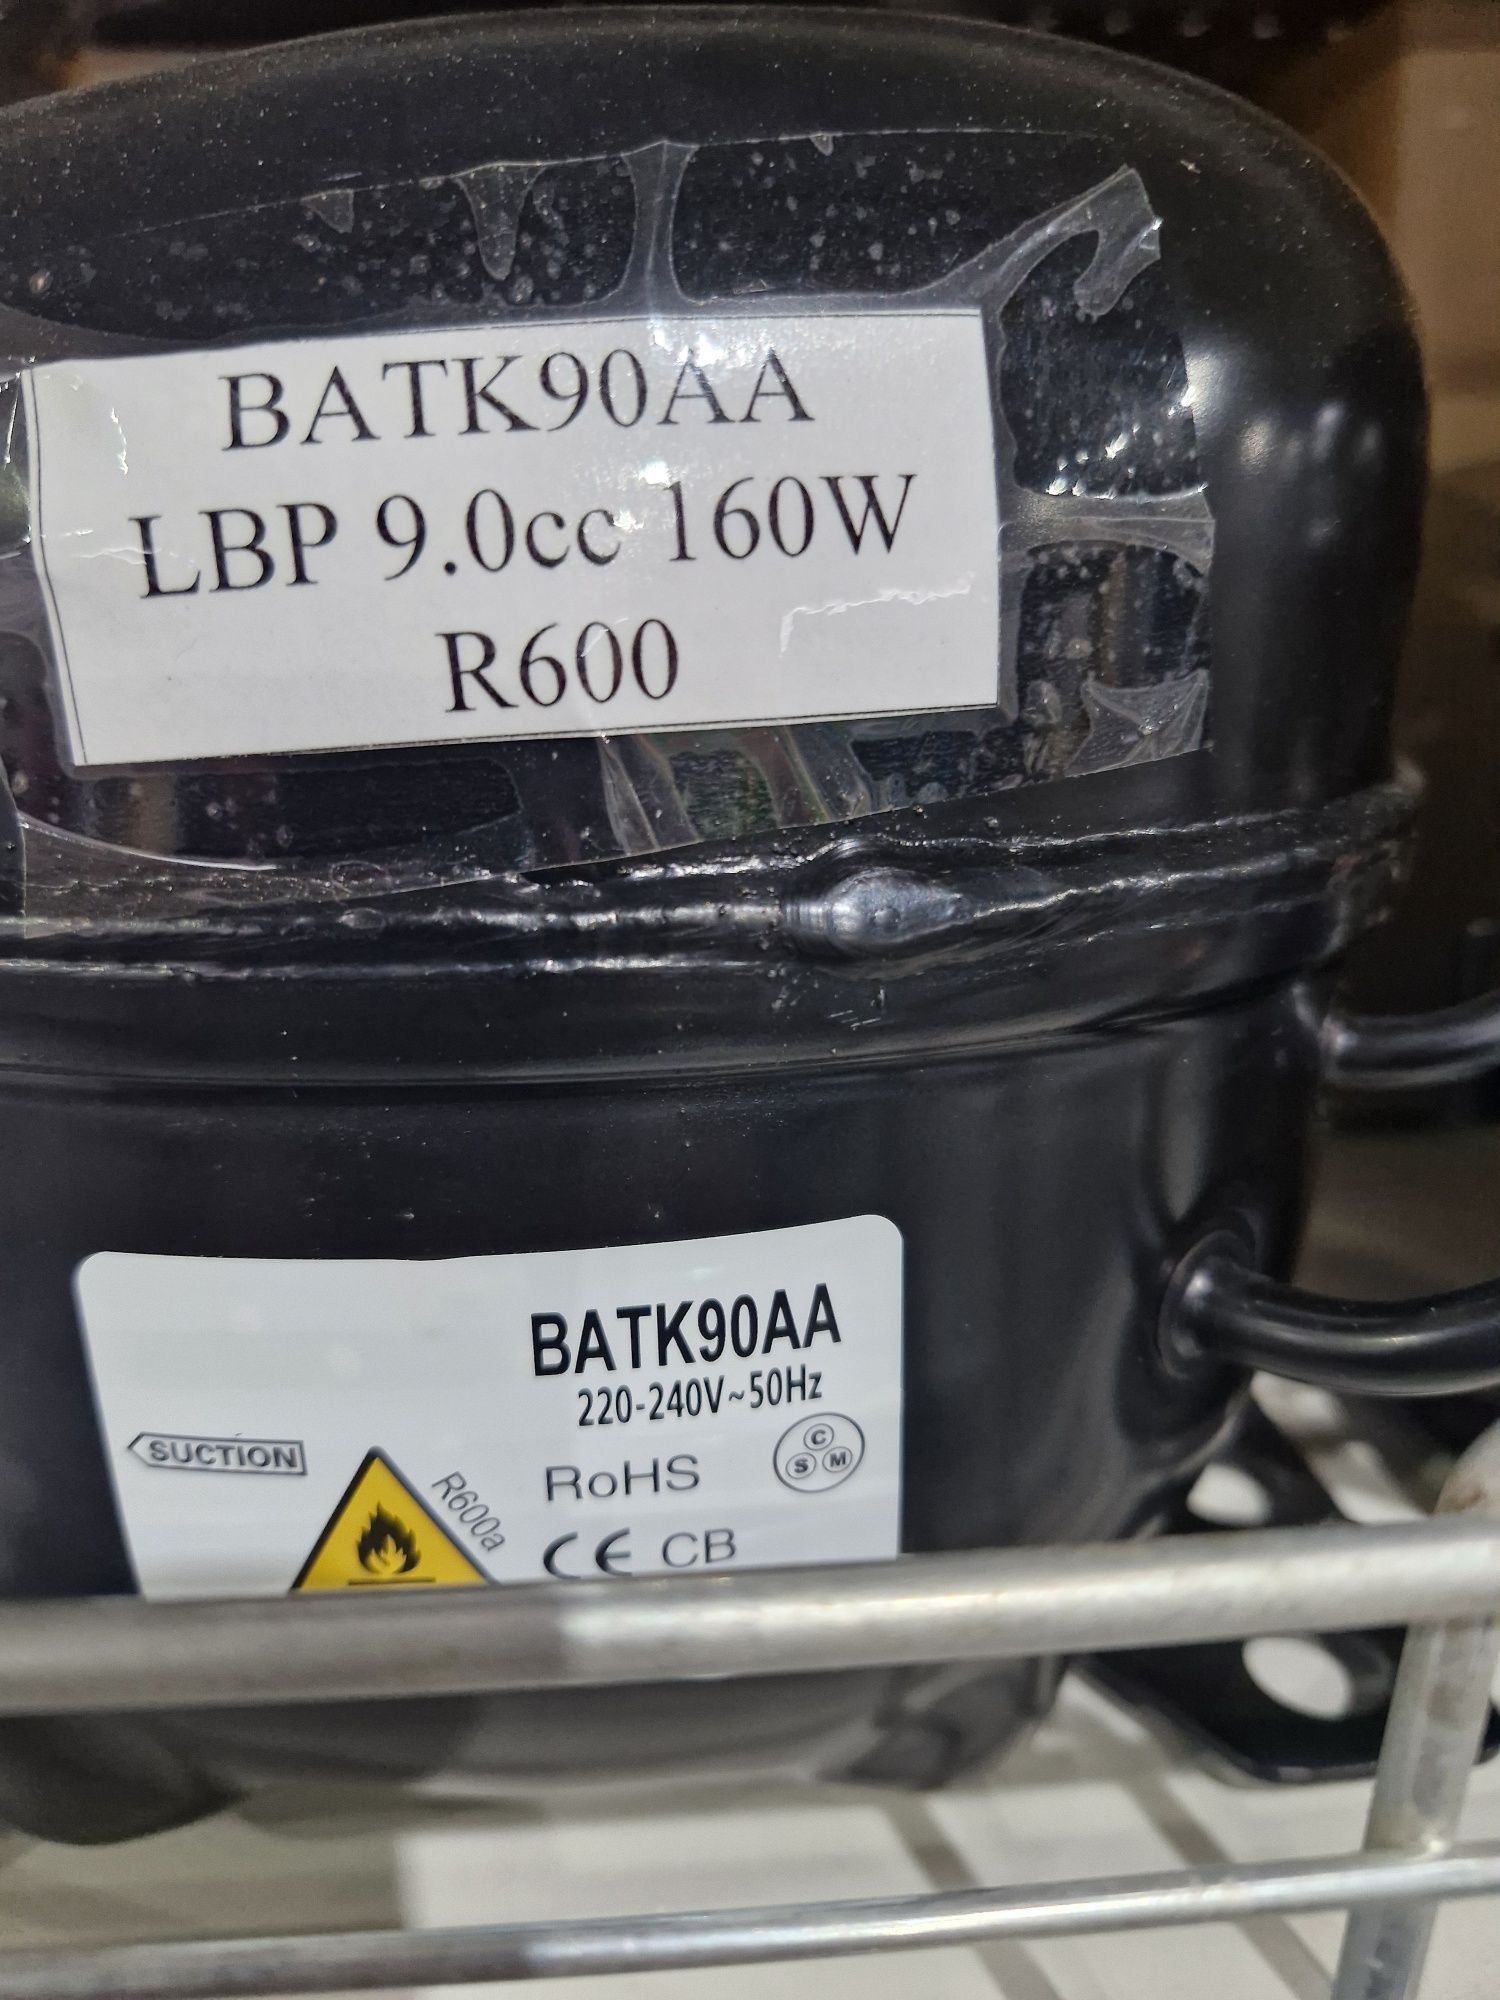 BATK90AA
LBP 9.0cc 160W
R600
BATK90AA
220-240V~50Hz
SUCTION
R600a
RoHS
C
S M
CE CB